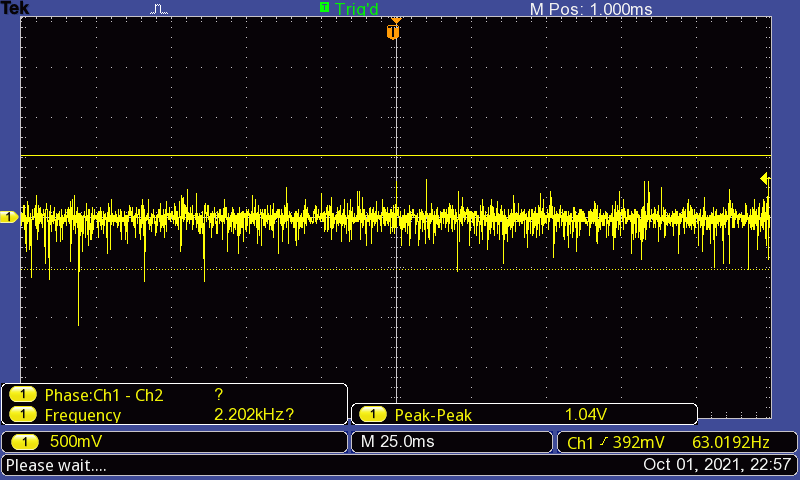 Tek T Trig'd M Pos: 1.000ms
T
1
1 Phase:Ch1 - Ch2 ?
1 Frequency 2.202kHz?
1 Peak-Peak 1.04V
1 500mV M 25.0ms Ch1 392mV 63.0192Hz
Please wait.... Oct 01, 2021, 22:57